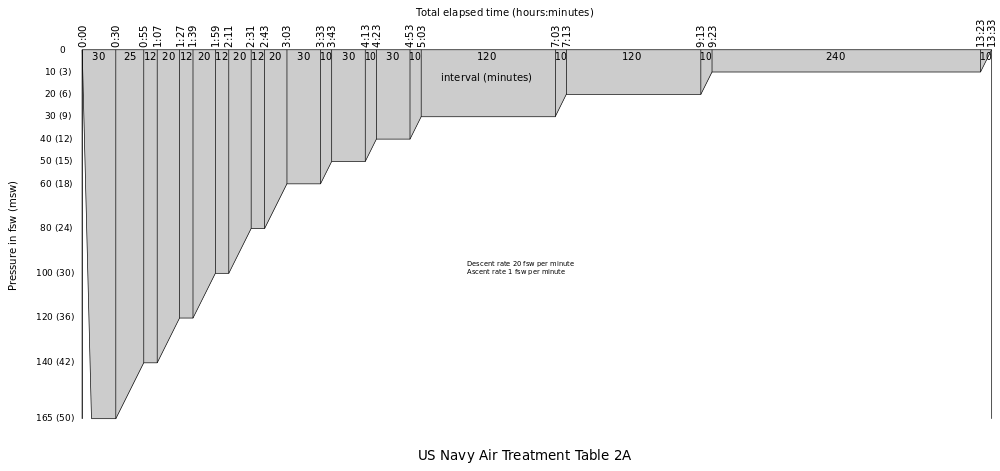 Total elapsed time (hours:minutes)
0:00 0:30 0:55 1:07 1:27 1:39 1:59 2:11 2:31 2:43 3:03 3:33 3:43 4:13 4:23 4:53 5:03 7:03 7:13 9:13 9:23 13:23 13:33
0
30 25 12 20 12 20 12 20 12 20 30 10 30 10 30 10 120 10 120 10 240 10
10 (3)
interval (minutes)
20 (6)
30 (9)
40 (12)
50 (15)
60 (18)
80 (24)
Pressure in fsw (msw)
Descent rate 20 fsw per minute
Ascent rate 1 fsw per minute
100 (30)
120 (36)
140 (42)
165 (50)
US Navy Air Treatment Table 2A